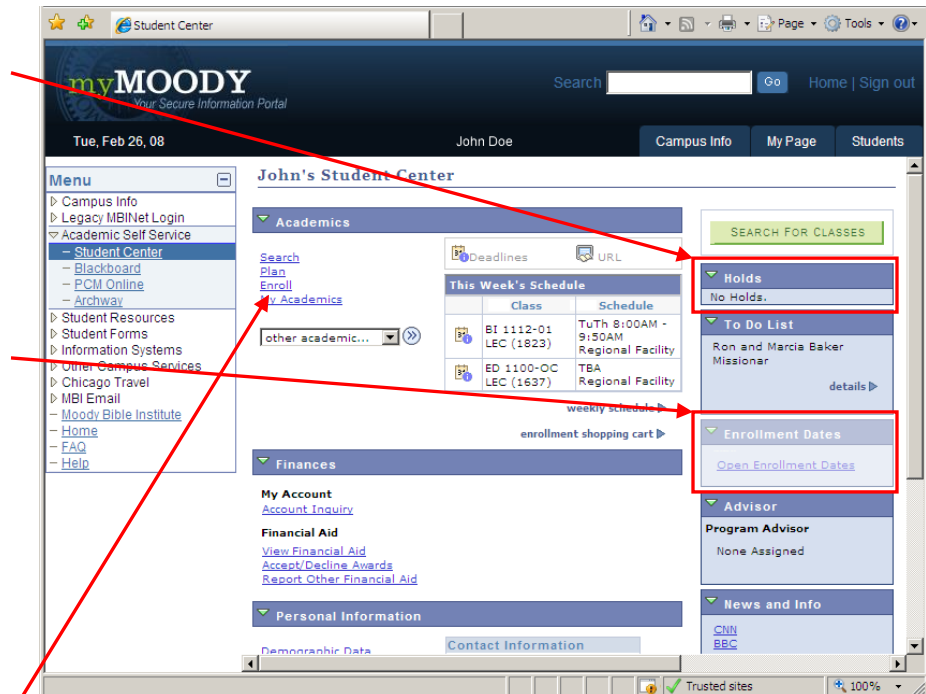 Student Center
Page
Tools
myMOODY
Your Secure Information Portal
Search
Go
Home | Sign out
Tue, Feb 26, 08
John Doe
Campus Info
My Page
Students
Menu
Campus Info
Legacy MBINet Login
Academic Self Service
– Student Center
– Blackboard
– PCM Online
– Archway
Student Resources
Student Forms
Information Systems
Other Campus Services
Chicago Travel
MBI Email
– Moody Bible Institute
– Home
– FAQ
– Help
John's Student Center
Academics
Search
Plan
Enroll
My Academics
other academic...
Deadlines
URL
This Week's Schedule
Class
Schedule
BI 1112-01
LEC (1823)
TuTh 8:00AM -
9:50AM
Regional Facility
ED 1100-OC
LEC (1637)
TBA
Regional Facility
weekly schedule
enrollment shopping cart
Finances
My Account
Account Inquiry
Financial Aid
View Financial Aid
Accept/Decline Awards
Report Other Financial Aid
Personal Information
Demographic Data
Contact Information
SEARCH FOR CLASSES
Holds
No Holds.
To Do List
Ron and Marcia Baker
Missionar
details
Enrollment Dates
Open Enrollment Dates
Advisor
Program Advisor
None Assigned
News and Info
CNN
BBC
Trusted sites
100%